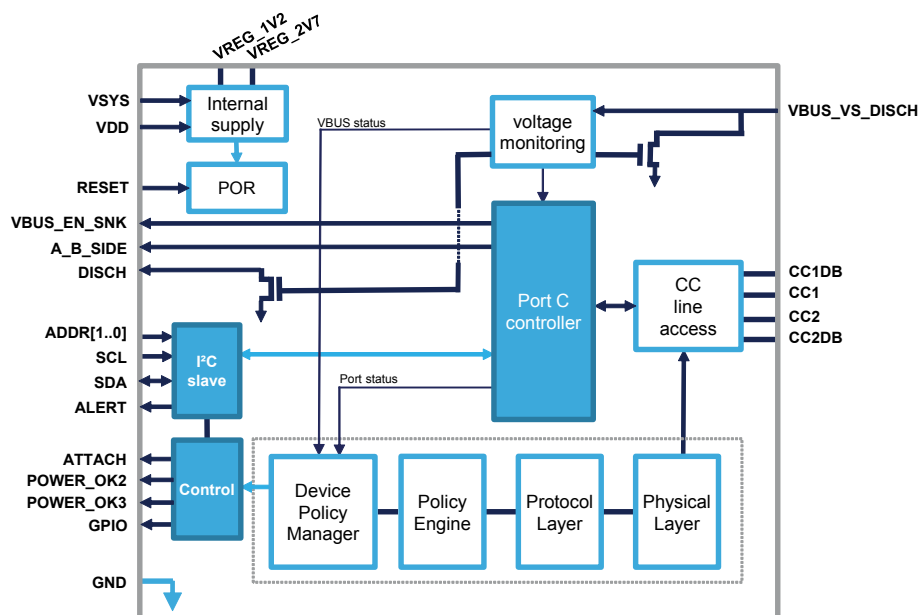 VREG_1V2
VREG_2V7
VSYS
VDD
Internal
supply
RESET
POR
VBUS status
voltage
monitoring
VBUS_VS_DISCH
VBUS_EN_SNK
A_B_SIDE
DISCH
Port C
controller
CC
line
access
CC1DB
CC1
CC2
CC2DB
ADDR[1..0]
SCL
SDA
ALERT
I²C
slave
Port status
ATTACH
POWER_OK2
POWER_OK3
GPIO
Control
Device
Policy
Manager
Policy
Engine
Protocol
Layer
Physical
Layer
GND